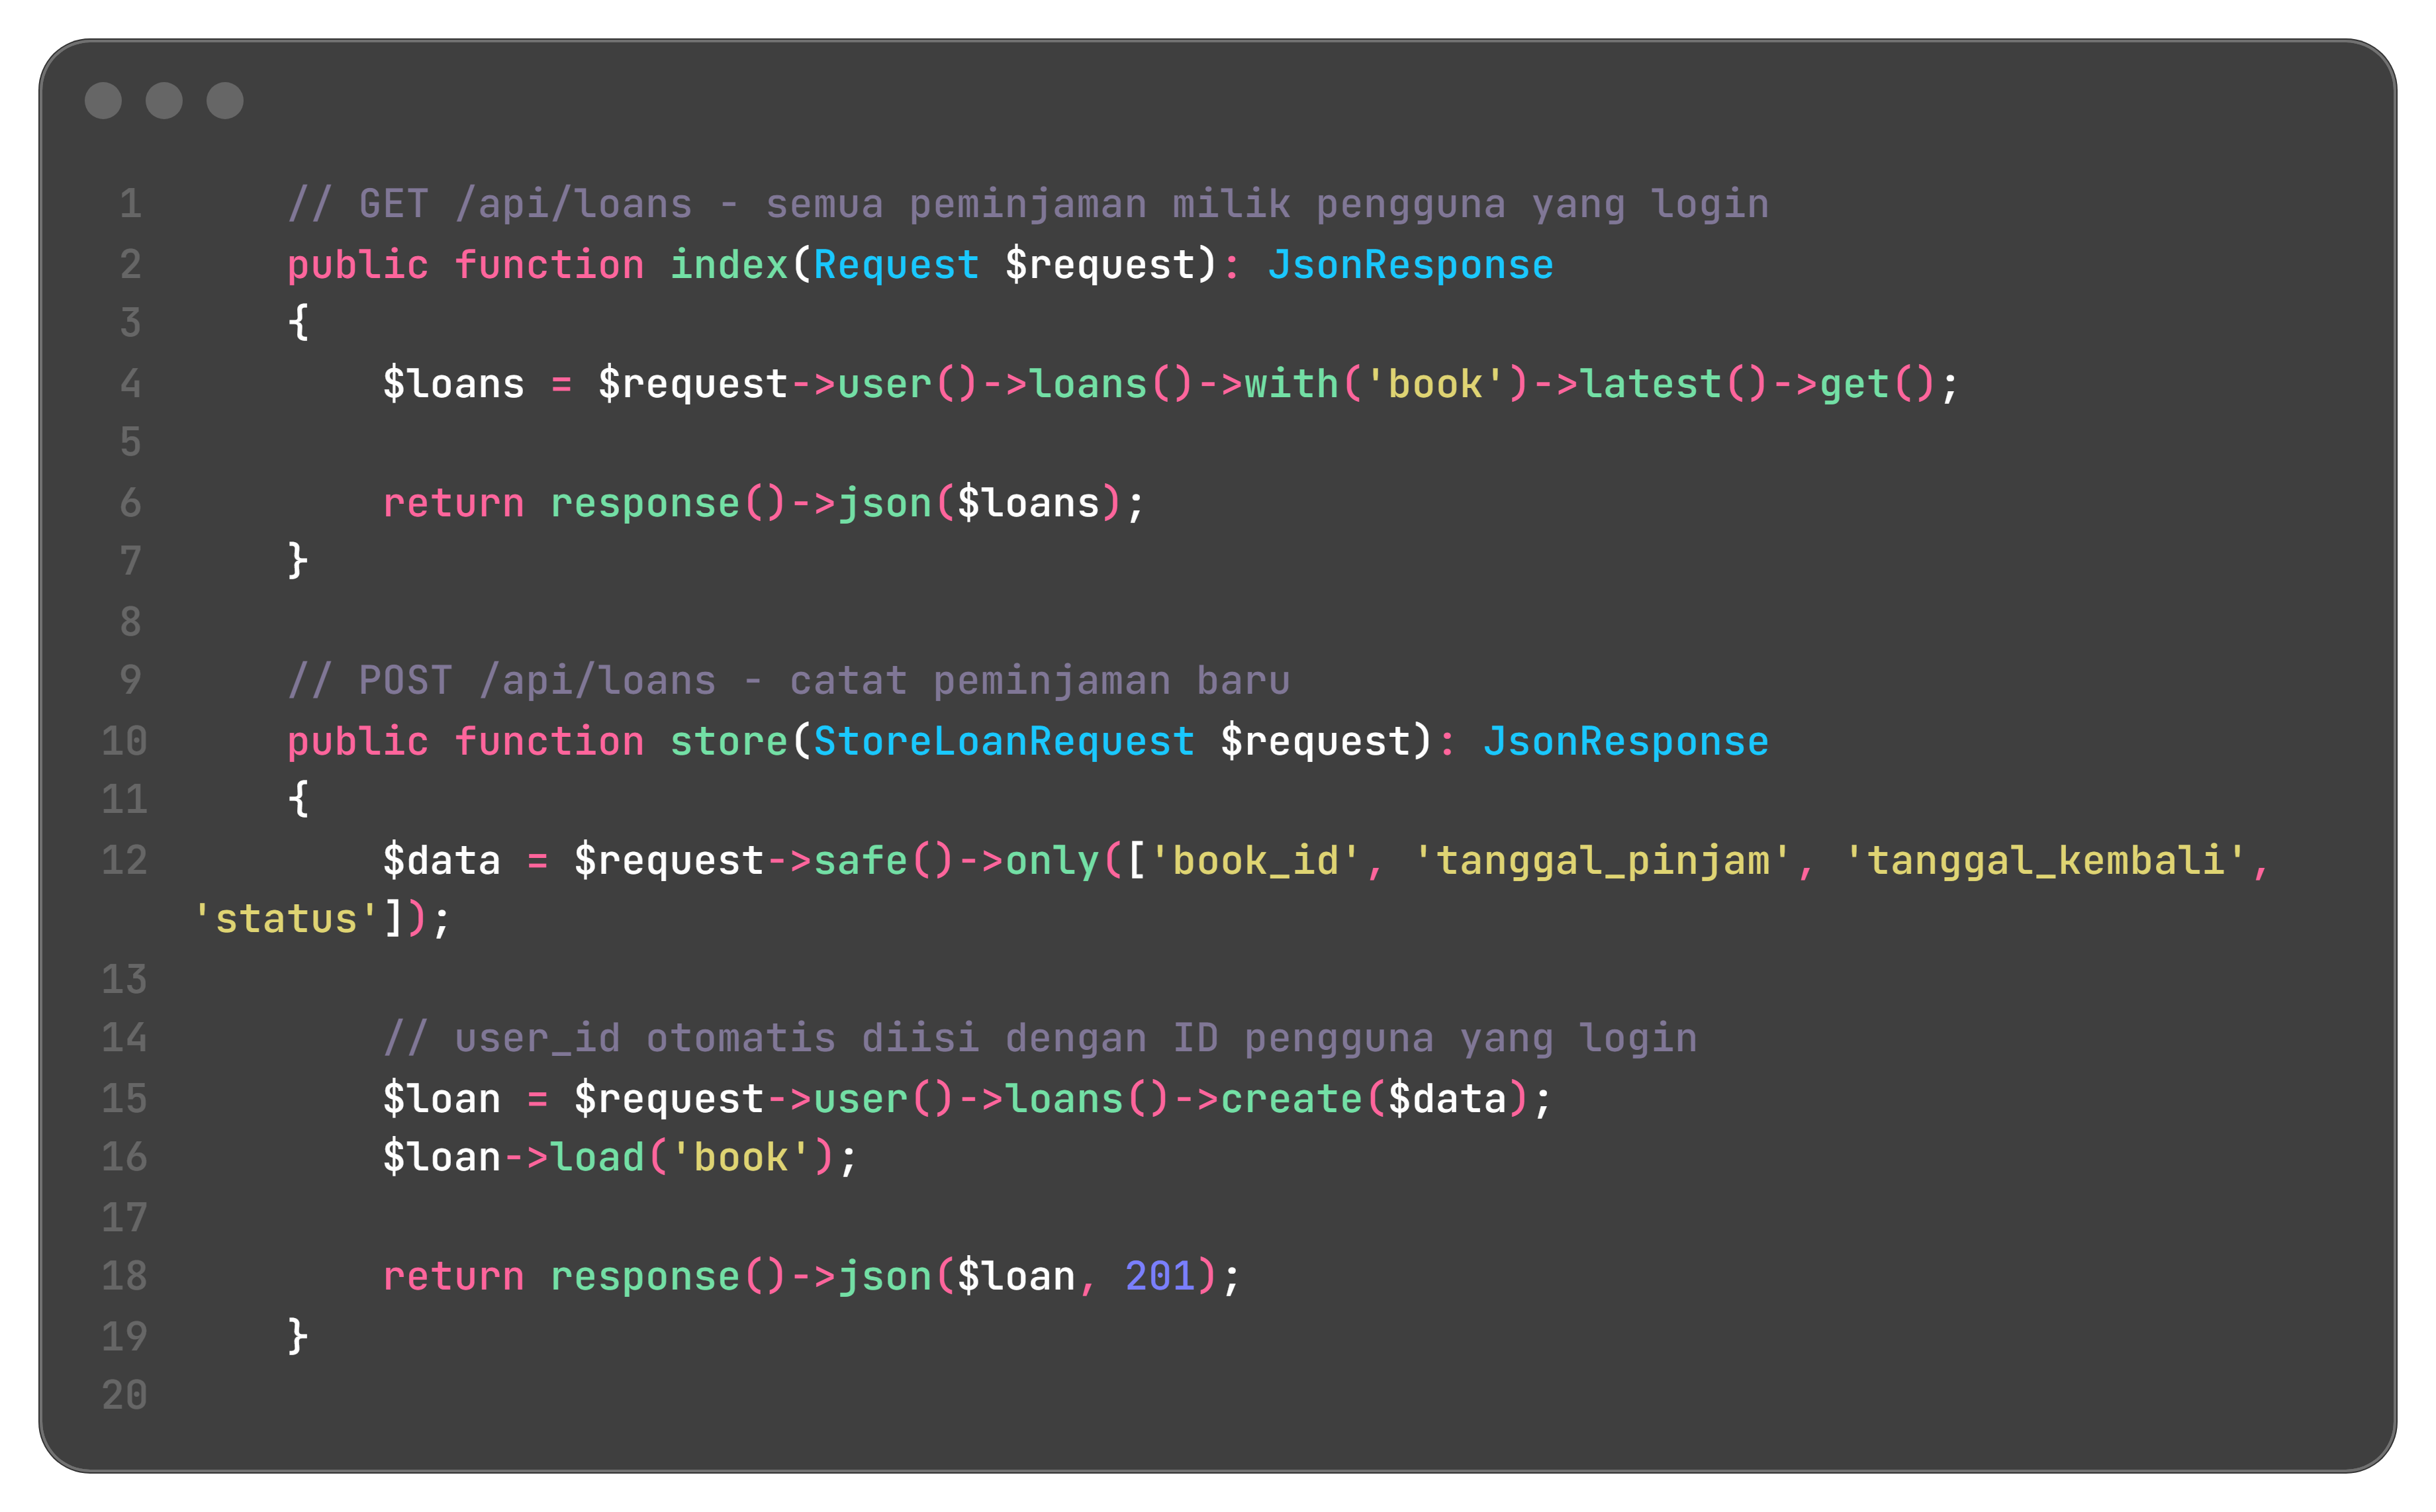 1 // GET /api/loans - semua peminjaman milik pengguna yang login
2 public function index(Request $request): JsonResponse
3 {
4 $loans = $request->user()->loans()->with('book')->latest()->get();
5
6 return response()->json($loans);
7 }
8
9 // POST /api/loans - catat peminjaman baru
10 public function store(StoreLoanRequest $request): JsonResponse
11 {
12 $data = $request->safe()->only(['book_id', 'tanggal_pinjam', 'tanggal_kembali',
'status']);
13
14 // user_id otomatis diisi dengan ID pengguna yang login
15 $loan = $request->user()->loans()->create($data);
16 $loan->load('book');
17
18 return response()->json($loan, 201);
19 }
20